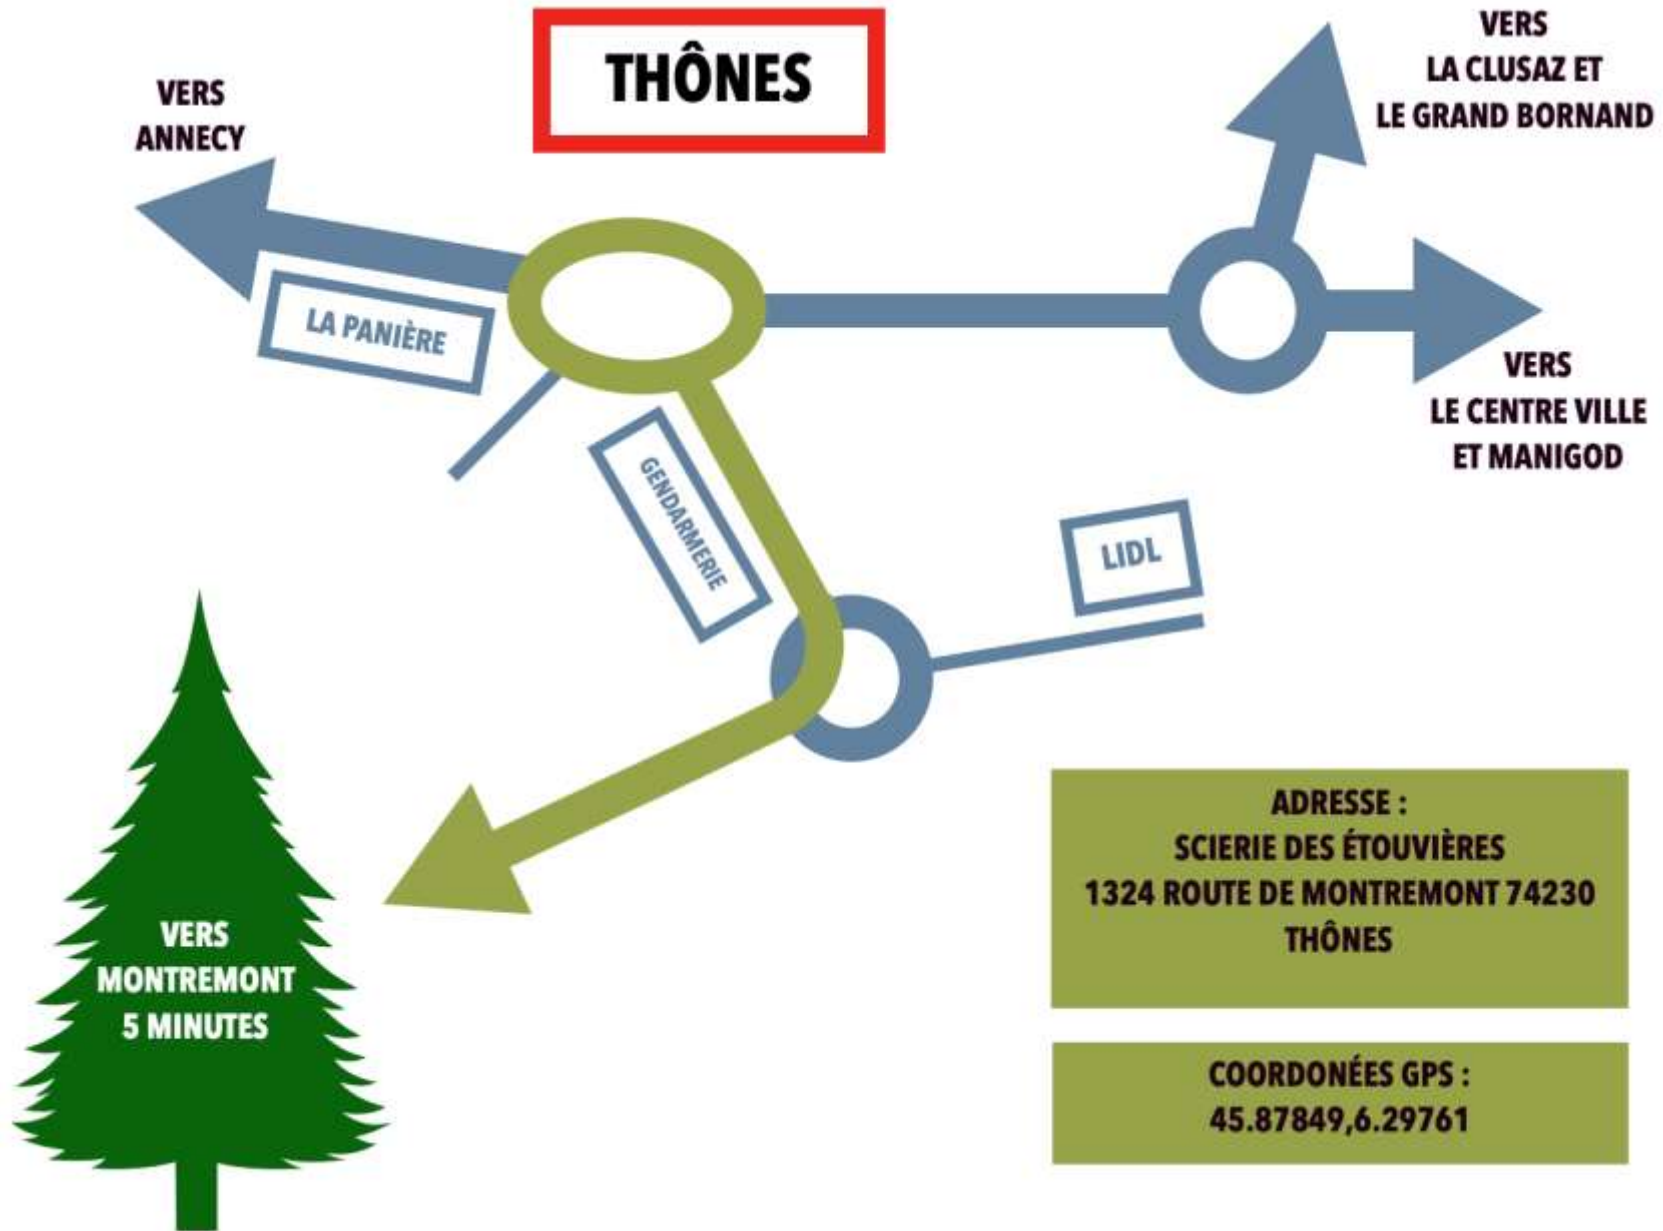 THÔNES
VERS
ANNECY
VERS
LA CLUSAZ ET
LE GRAND BORNAND
LA PANIÈRE
VERS
LE CENTRE VILLE
ET MANIGOD
GENDARMERIE
LIDL
VERS
MONTREMONT
5 MINUTES
ADRESSE :
SCIERIE DES ÉTOUVIÈRES
1324 ROUTE DE MONTREMONT 74230
THÔNES
COORDONÉES GPS :
45.87849,6.29761